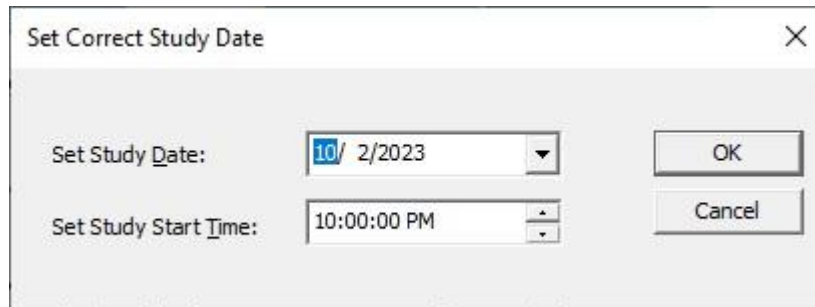 Set Correct Study Date
Set Study Date: 10/ 2/2023 OK
Set Study Start Time: 10:00:00 PM Cancel